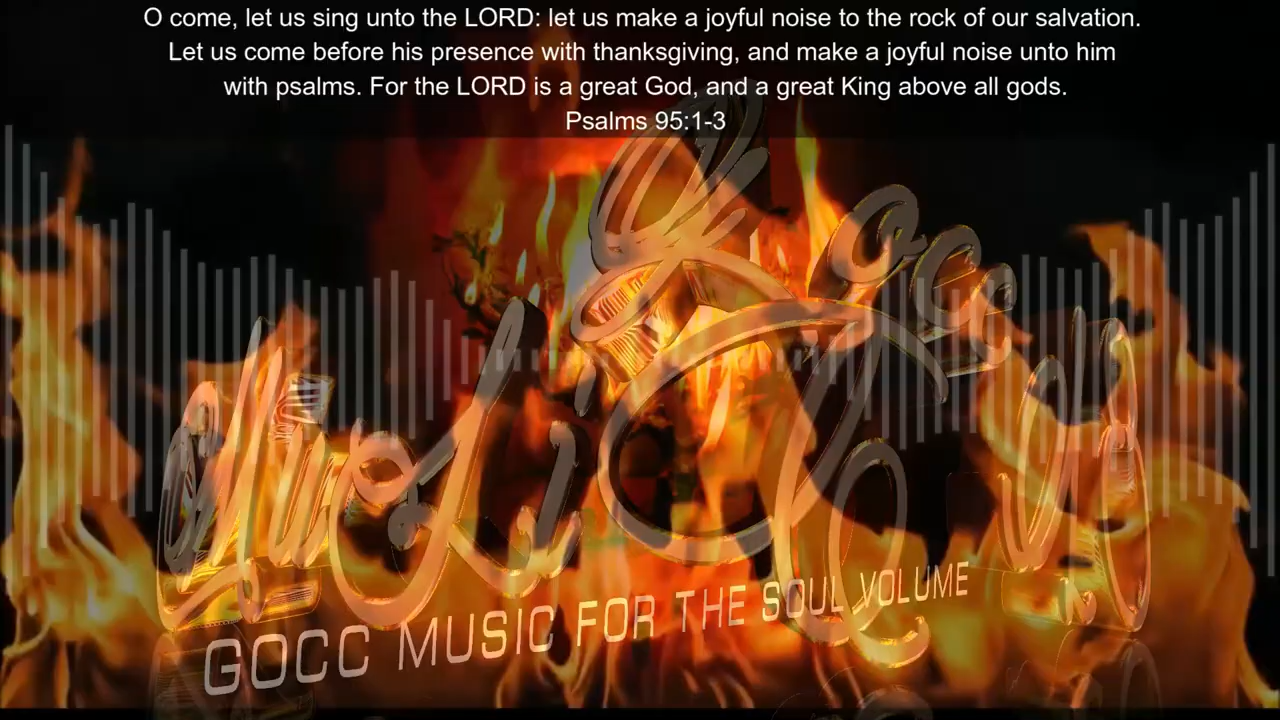 O come, let us sing unto the LORD: let us make a joyful noise to the rock of our salvation.
Let us come before his presence with thanksgiving, and make a joyful noise unto him
with psalms. For the LORD is a great God, and a great King above all gods.
Psalms 95:1-3
GOCC MUSIC FOR THE SOUL VOLUME